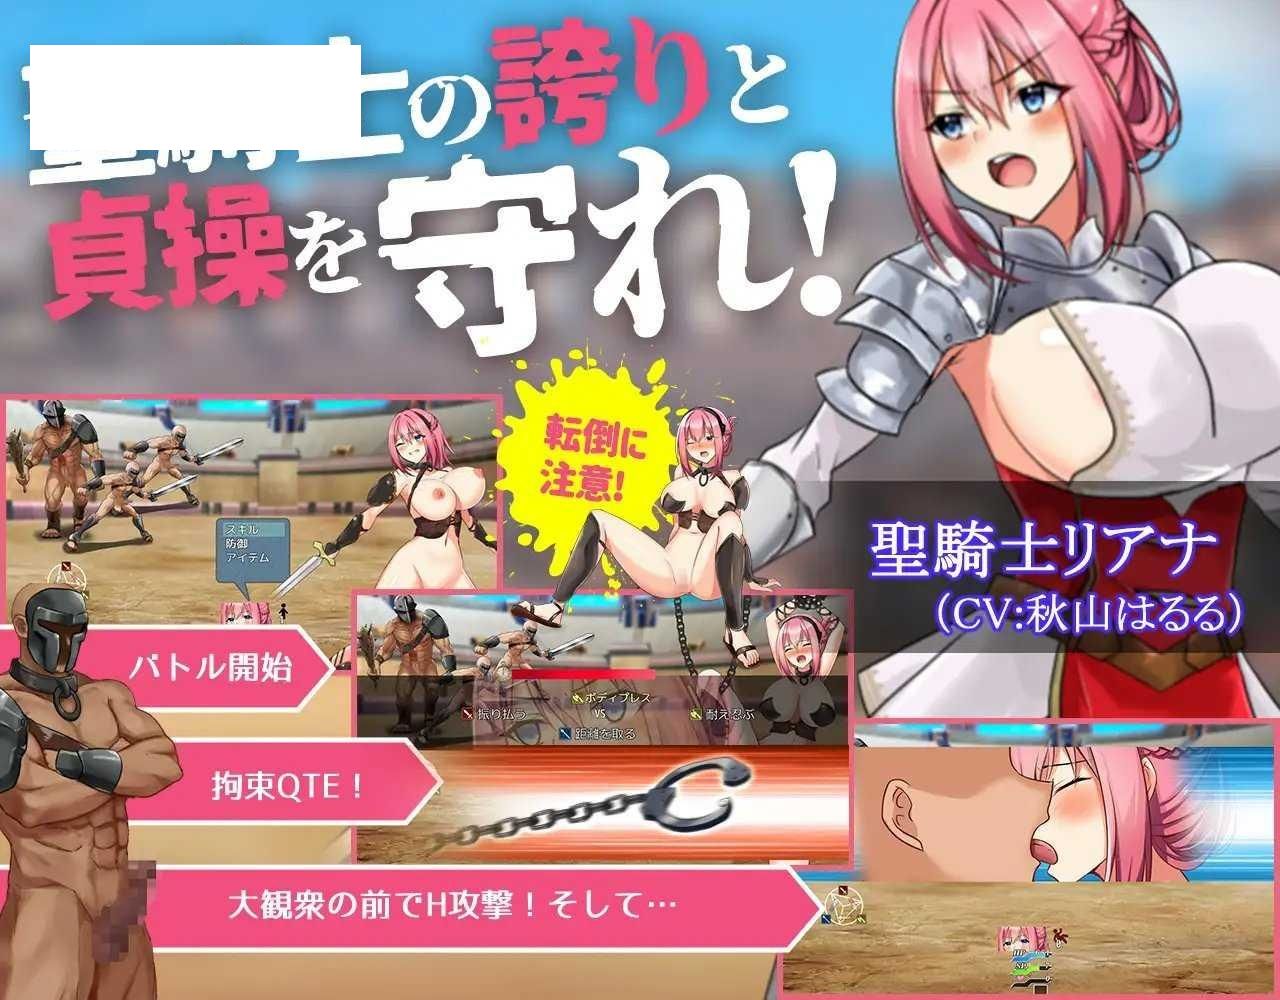 士の誇りと
貞操を守れ!
転倒に
注意!
スキル
防御
アイテム
聖騎士リアナ
(CV:秋山はるる)
バトル開始
ボディプレス
振り払う
VS
耐え忍ぶ
距離を取る
拘束QTE!
大観衆の前でH攻撃!そして…
HP
SP